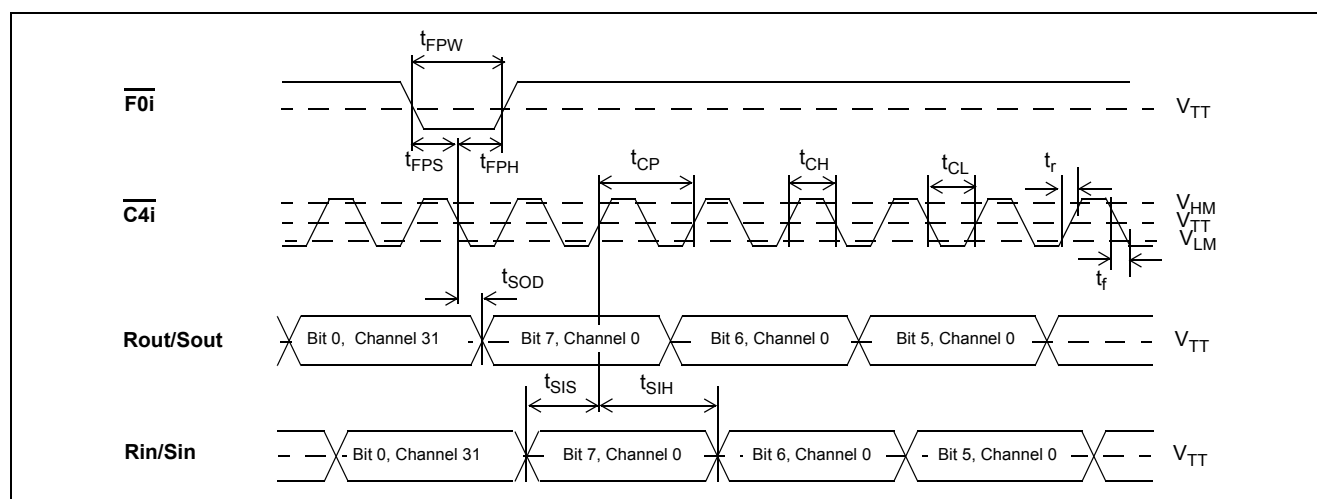 tFPW
F0i
VTT
tFPS
tFPH
tCP
tCH
tCL
tr
C4i
VHM
VTT
VLM
tf
tSOD
Rout/Sout
Bit 0, Channel 31
Bit 7, Channel 0
Bit 6, Channel 0
Bit 5, Channel 0
VTT
tSIS
tSIH
Rin/Sin
Bit 0, Channel 31
Bit 7, Channel 0
Bit 6, Channel 0
Bit 5, Channel 0
VTT